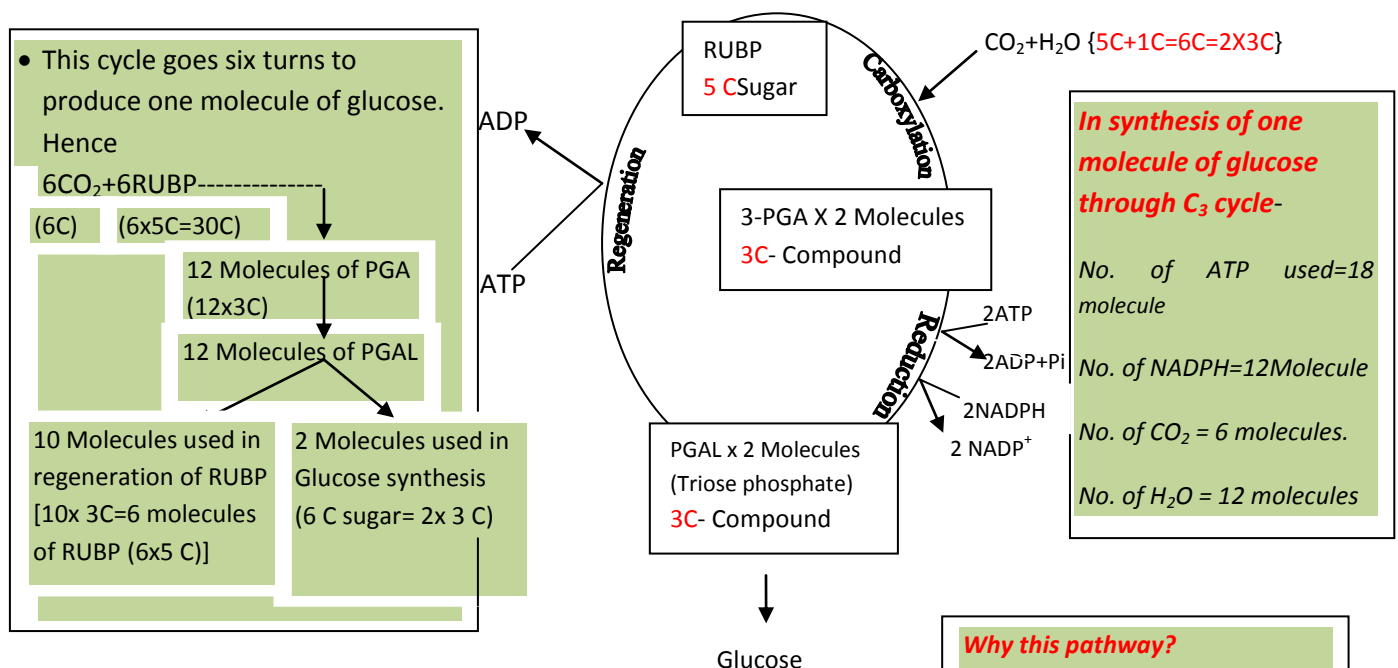 • This cycle goes six turns to
produce one molecule of glucose.
Hence
6CO₂+6RUBP--------------
(6C) (6x5C=30C)
12 Molecules of PGA
(12x3C)
12 Molecules of PGAL
10 Molecules used in
regeneration of RUBP
[10x 3C=6 molecules
of RUBP (6x5 C)]
2 Molecules used in
Glucose synthesis
(6 C sugar= 2x 3 C)
ADP
ATP
Regeneration
RUBP
5 CSugar
Carboxylation
CO₂+H₂O {5C+1C=6C=2X3C}
3-PGA X 2 Molecules
3C- Compound
Reduction
2ATP
2ADP+Pi
2NADPH
2 NADP⁺
PGAL x 2 Molecules
(Triose phosphate)
3C- Compound
Glucose
In synthesis of one
molecule of glucose
through C₃ cycle-
No. of ATP used=18
molecule
No. of NADPH=12Molecule
No. of CO₂ = 6 molecules.
No. of H₂O = 12 molecules
Why this pathway?